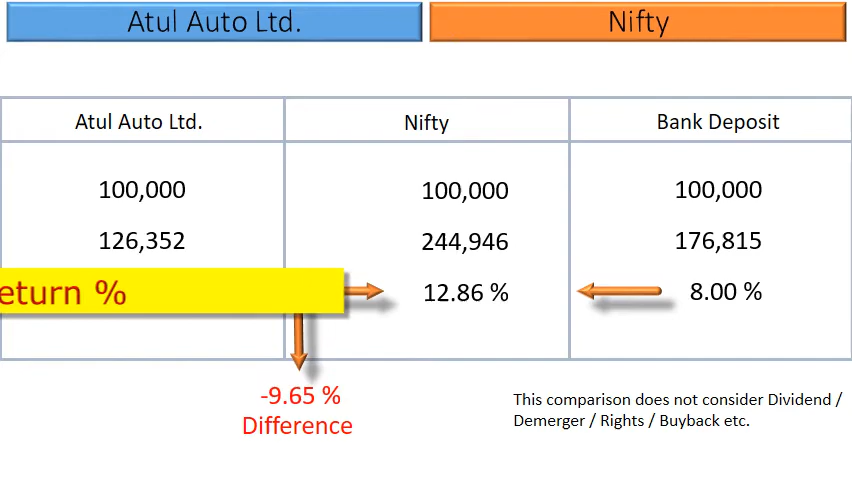 Atul Auto Ltd. Nifty
Atul Auto Ltd. Nifty Bank Deposit
100,000 100,000 100,000
126,352 244,946 176,815
eturn % 12.86 % 8.00 %
-9.65 %
Difference
This comparison does not consider Dividend /
Demerger / Rights / Buyback etc.